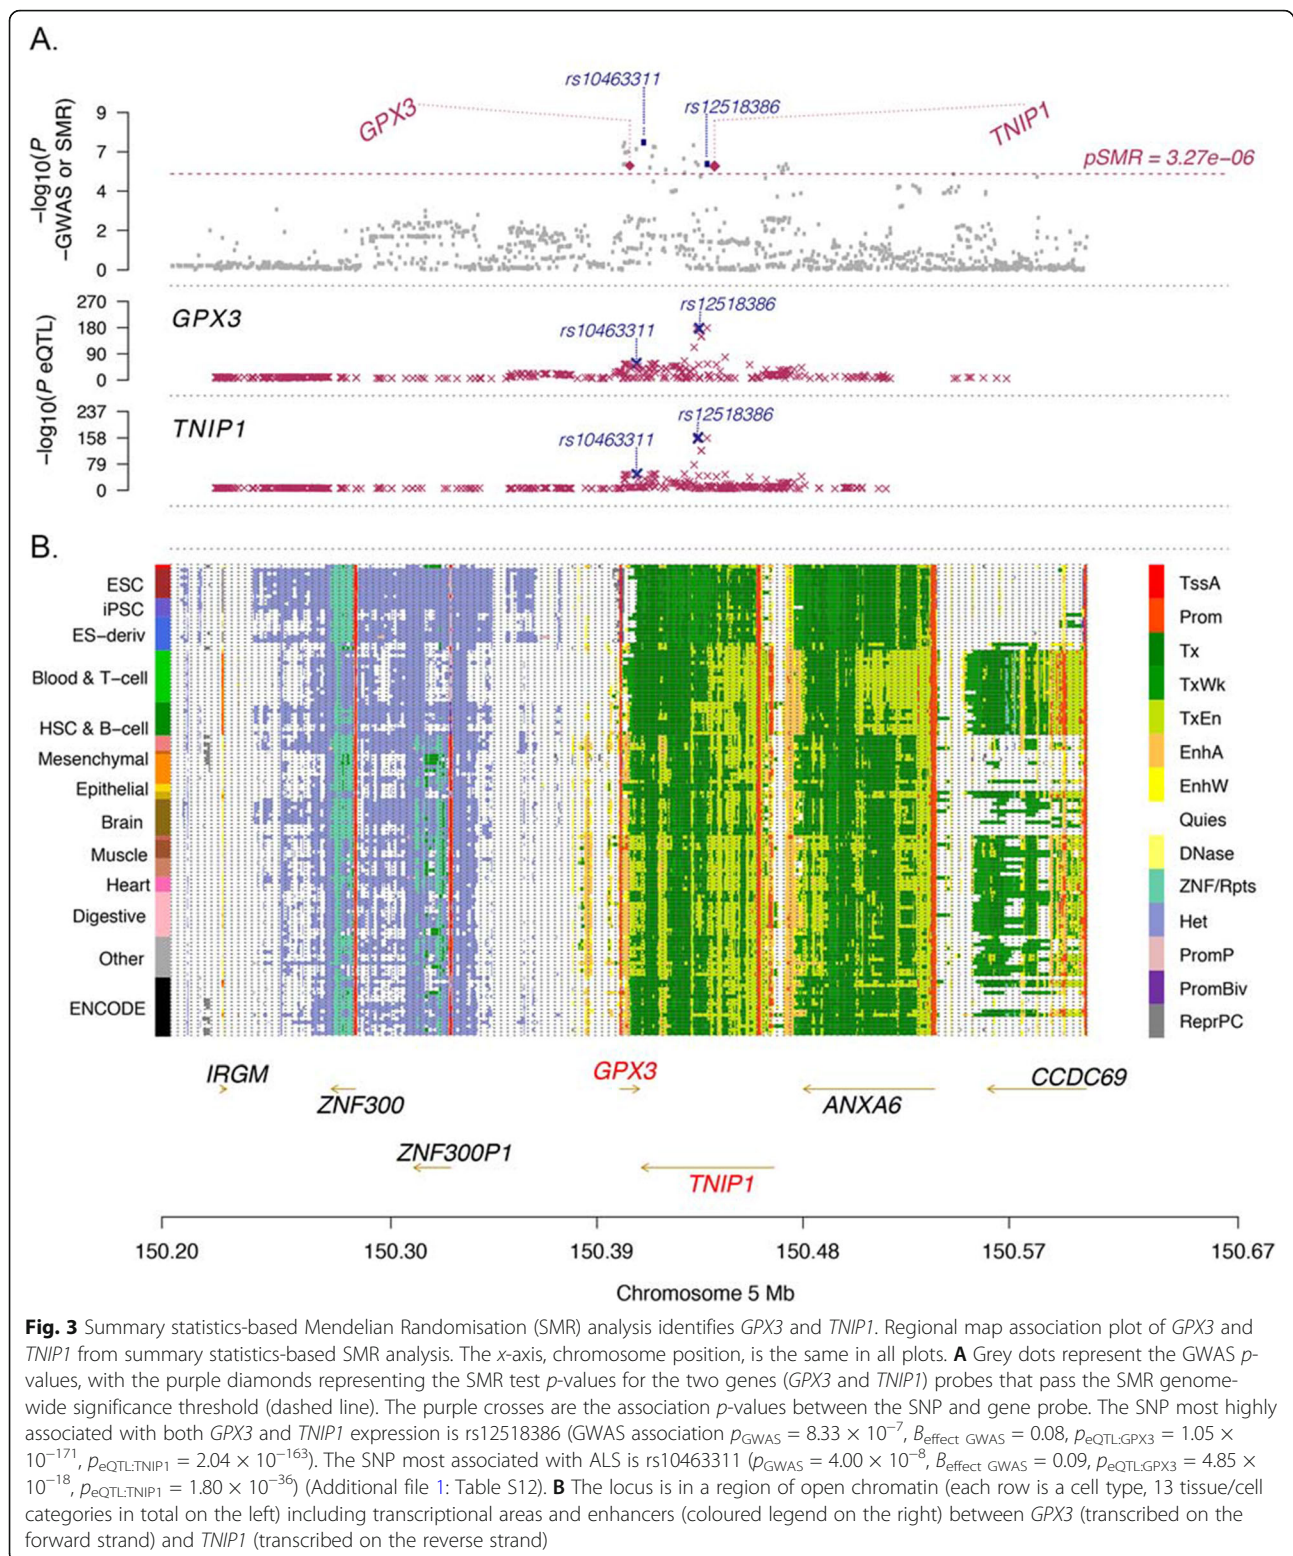 A.
rs10463311
GPX3
rs12518386
TNIP1
pSMR = 3.27e−06
−log10(P
−GWAS or SMR)
9
7
4
2
0
GPX3
rs12518386
rs10463311
270
180
90
0
−log10(P eQTL)
TNIP1
rs12518386
rs10463311
237
158
79
0
B.
ESC
iPSC
ES−deriv
Blood & T−cell
HSC & B−cell
Mesenchymal
Epithelial
Brain
Muscle
Heart
Digestive
Other
ENCODE
TssA
Prom
Tx
TxWk
TxEn
EnhA
EnhW
Quies
DNase
ZNF/Rpts
Het
PromP
PromBiv
ReprPC
IRGM
ZNF300
GPX3
ANXA6
CCDC69
ZNF300P1
TNIP1
150.20 150.30 150.39 150.48 150.57 150.67
Chromosome 5 Mb
Fig. 3 Summary statistics-based Mendelian Randomisation (SMR) analysis identifies GPX3 and TNIP1. Regional map association plot of GPX3 and
TNIP1 from summary statistics-based SMR analysis. The x-axis, chromosome position, is the same in all plots. A Grey dots represent the GWAS p-
values, with the purple diamonds representing the SMR test p-values for the two genes (GPX3 and TNIP1) probes that pass the SMR genome-
wide significance threshold (dashed line). The purple crosses are the association p-values between the SNP and gene probe. The SNP most highly
associated with both GPX3 and TNIP1 expression is rs12518386 (GWAS association pGWAS = 8.33 × 10⁻⁷, Beffect GWAS = 0.08, peQTL:GPX3 = 1.05 ×
10⁻¹⁷¹, peQTL:TNIP1 = 2.04 × 10⁻¹⁶³). The SNP most associated with ALS is rs10463311 (pGWAS = 4.00 × 10⁻⁸, Beffect GWAS = 0.09, peQTL:GPX3 = 4.85 ×
10⁻¹⁸, peQTL:TNIP1 = 1.80 × 10⁻³⁶) (Additional file 1: Table S12). B The locus is in a region of open chromatin (each row is a cell type, 13 tissue/cell
categories in total on the left) including transcriptional areas and enhancers (coloured legend on the right) between GPX3 (transcribed on the
forward strand) and TNIP1 (transcribed on the reverse strand)